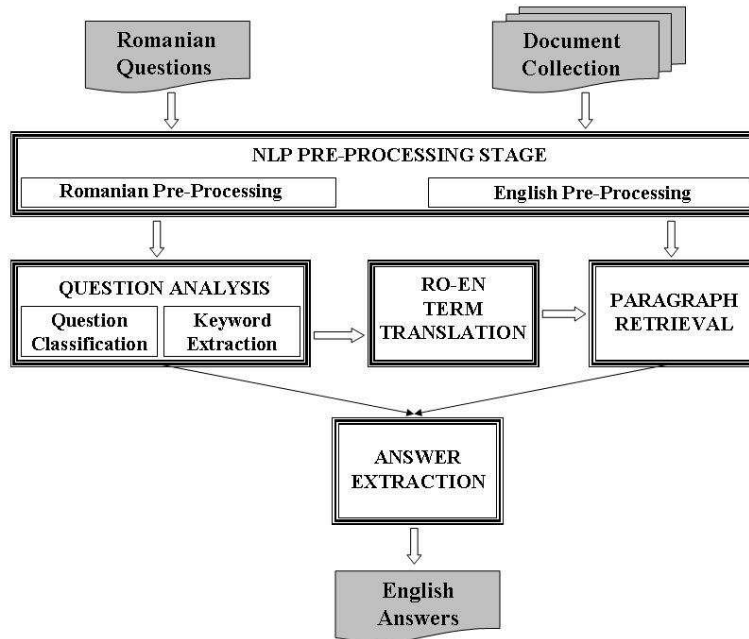 Romanian
Questions
Document
Collection
NLP PRE-PROCESSING STAGE
Romanian Pre-Processing
English Pre-Processing
QUESTION ANALYSIS
Question
Classification
Keyword
Extraction
RO-EN
TERM
TRANSLATION
PARAGRAPH
RETRIEVAL
ANSWER
EXTRACTION
English
Answers